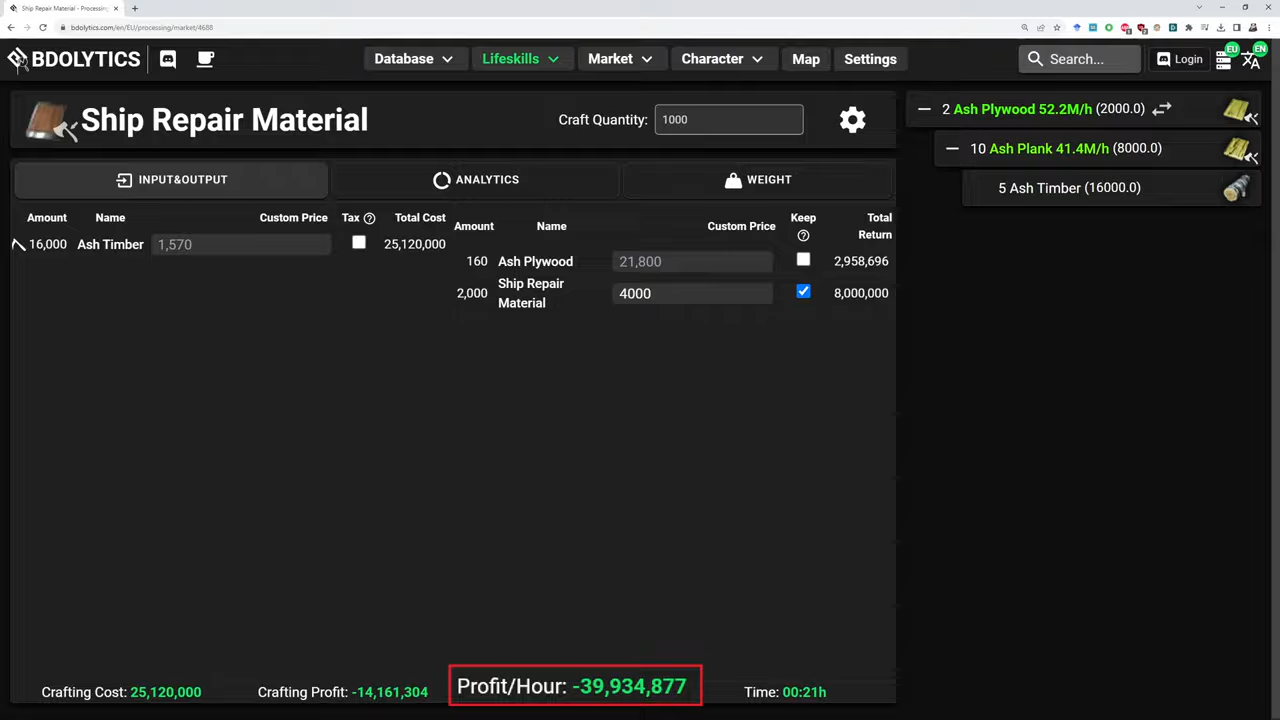 Ship Repair Material - Processing
bdolytics.com/en/EU/processing/market/4688
BDOLYTICS
Database
Lifeskills
Market
Character
Map
Settings
Search...
Login
EU
EN
Ship Repair Material
Craft Quantity:
1000
INPUT&OUTPUT
ANALYTICS
WEIGHT
Amount Name Custom Price Tax Total Cost
16,000 Ash Timber 1,570 25,120,000
Amount Name Custom Price Keep Total Return
160 Ash Plywood 21,800 2,958,696
2,000 Ship Repair Material 4000 8,000,000
2 Ash Plywood 52.2M/h (2000.0)
10 Ash Plank 41.4M/h (8000.0)
5 Ash Timber (16000.0)
Crafting Cost: 25,120,000
Crafting Profit: -14,161,304
Profit/Hour: -39,934,877
Time: 00:21h